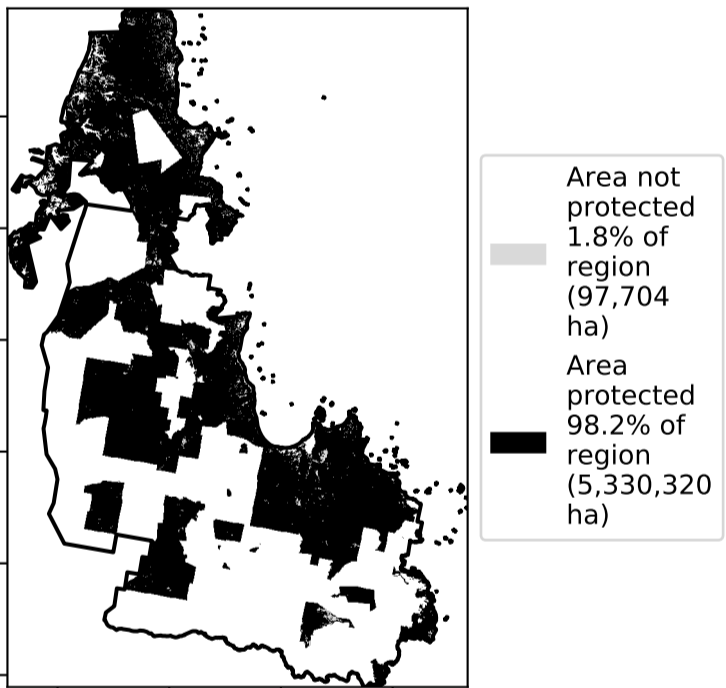 Area not
protected
1.8% of
region
(97,704
ha)
Area
protected
98.2% of
region
(5,330,320
ha)